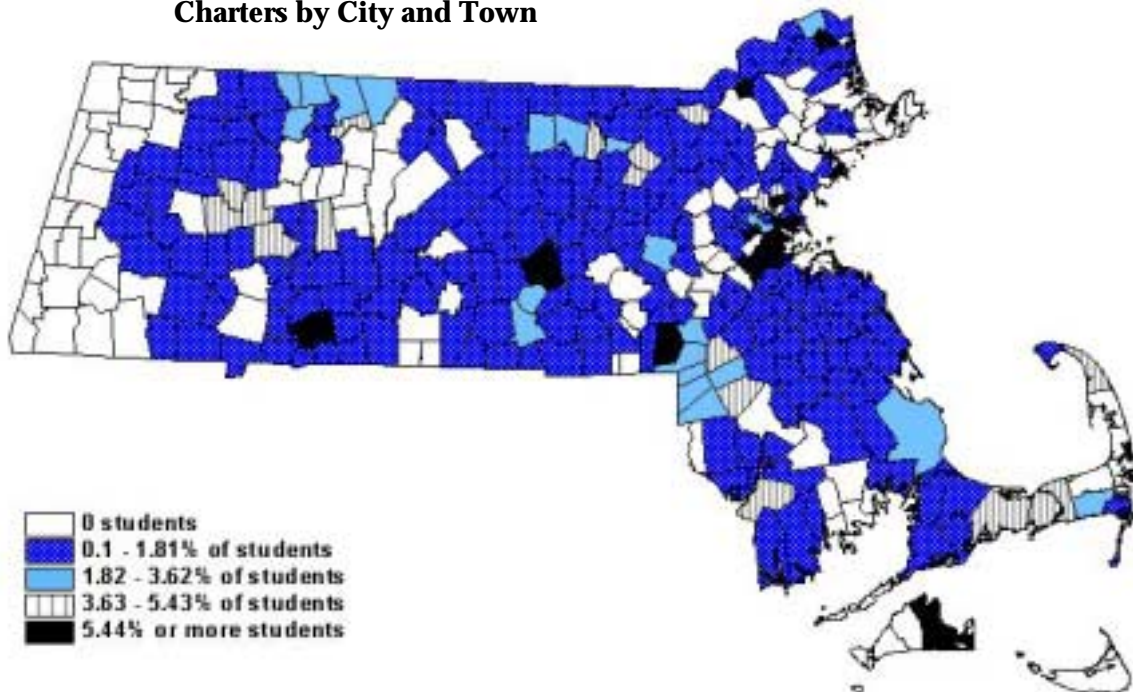 Charters by City and Town
0 students
0.1 - 1.81% of students
1.82 - 3.62% of students
3.63 - 5.43% of students
5.44% or more students